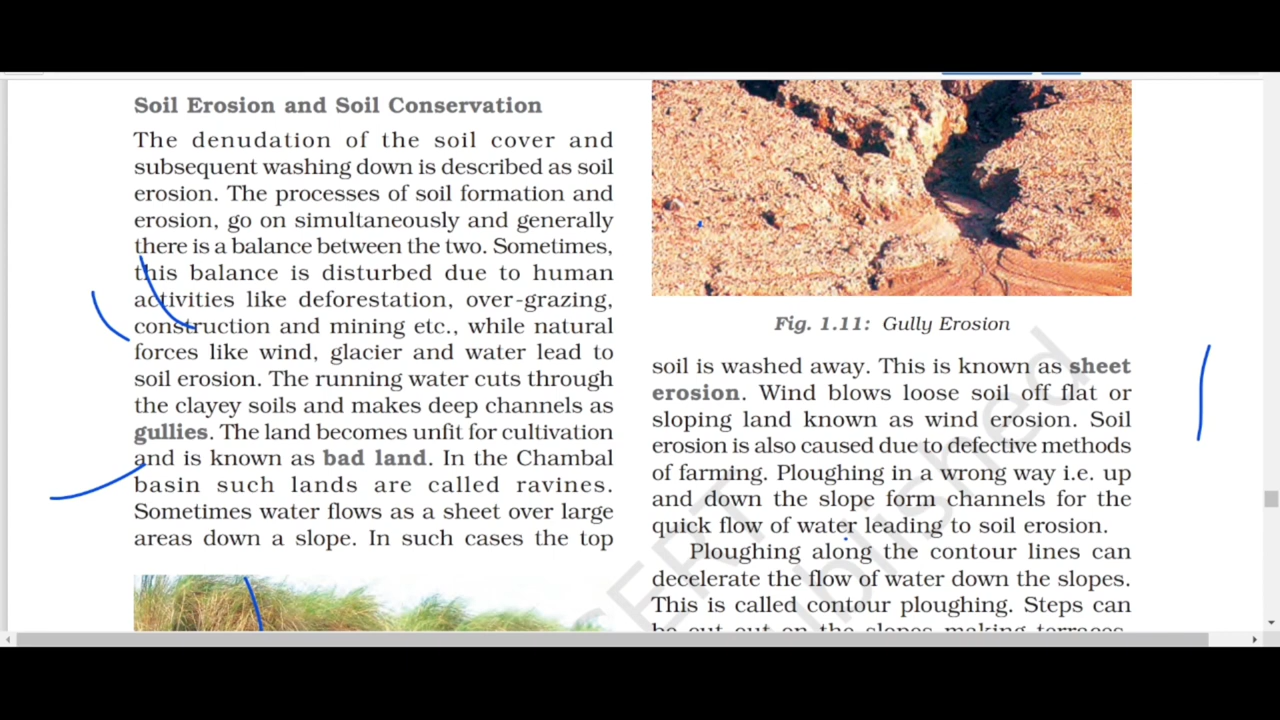 Soil Erosion and Soil Conservation
The denudation of the soil cover and
subsequent washing down is described as soil
erosion. The processes of soil formation and
erosion, go on simultaneously and generally
there is a balance between the two. Sometimes,
this balance is disturbed due to human
activities like deforestation, over-grazing,
construction and mining etc., while natural
forces like wind, glacier and water lead to
soil erosion. The running water cuts through
the clayey soils and makes deep channels as
gullies. The land becomes unfit for cultivation
and is known as bad land. In the Chambal
basin such lands are called ravines.
Sometimes water flows as a sheet over large
areas down a slope. In such cases the top
Fig. 1.11: Gully Erosion
soil is washed away. This is known as sheet
erosion. Wind blows loose soil off flat or
sloping land known as wind erosion. Soil
erosion is also caused due to defective methods
of farming. Ploughing in a wrong way i.e. up
and down the slope form channels for the
quick flow of water leading to soil erosion.
Ploughing along the contour lines can
decelerate the flow of water down the slopes.
This is called contour ploughing. Steps can
be cut out on the slopes making terraces.